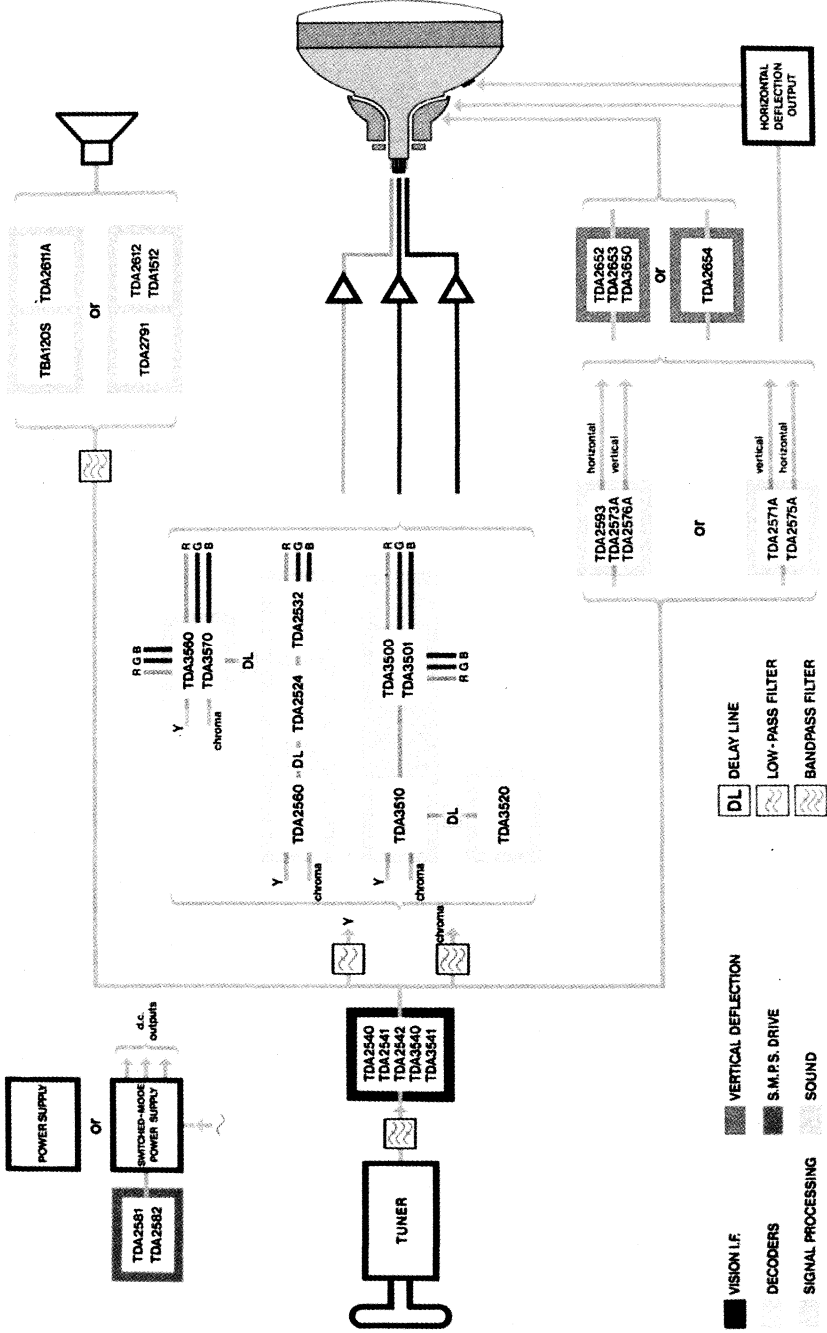 POWER SUPPLY
or
SWITCHED-MODE
POWER SUPPLY
d.c.
outputs
TDA2581
TDA2582
TUNER
TDA2540
TDA2541
TDA2542
TDA3540
TDA3541
Y
chroma
R G B
Y
chroma
TDA3560
TDA3570
DL
R
G
B
Y
chroma
TDA2560
DL
TDA2524
TDA2532
R
G
B
Y
chroma
TDA3510
DL
TDA3520
TDA3500
TDA3501
R G B
R
G
B
TBA120S
TDA2611A
or
TDA2791
TDA2612
TDA1512
TDA2593
TDA2573A
TDA2576A
horizontal
vertical
or
TDA2571A
TDA2575A
vertical
horizontal
TDA2652
TDA2653
TDA3650
or
TDA2654
HORIZONTAL
DEFLECTION
OUTPUT
VISION I.F.
DECODERS
SIGNAL PROCESSING
VERTICAL DEFLECTION
S.M.P.S. DRIVE
SOUND
DL DELAY LINE
LOW-PASS FILTER
BANDPASS FILTER